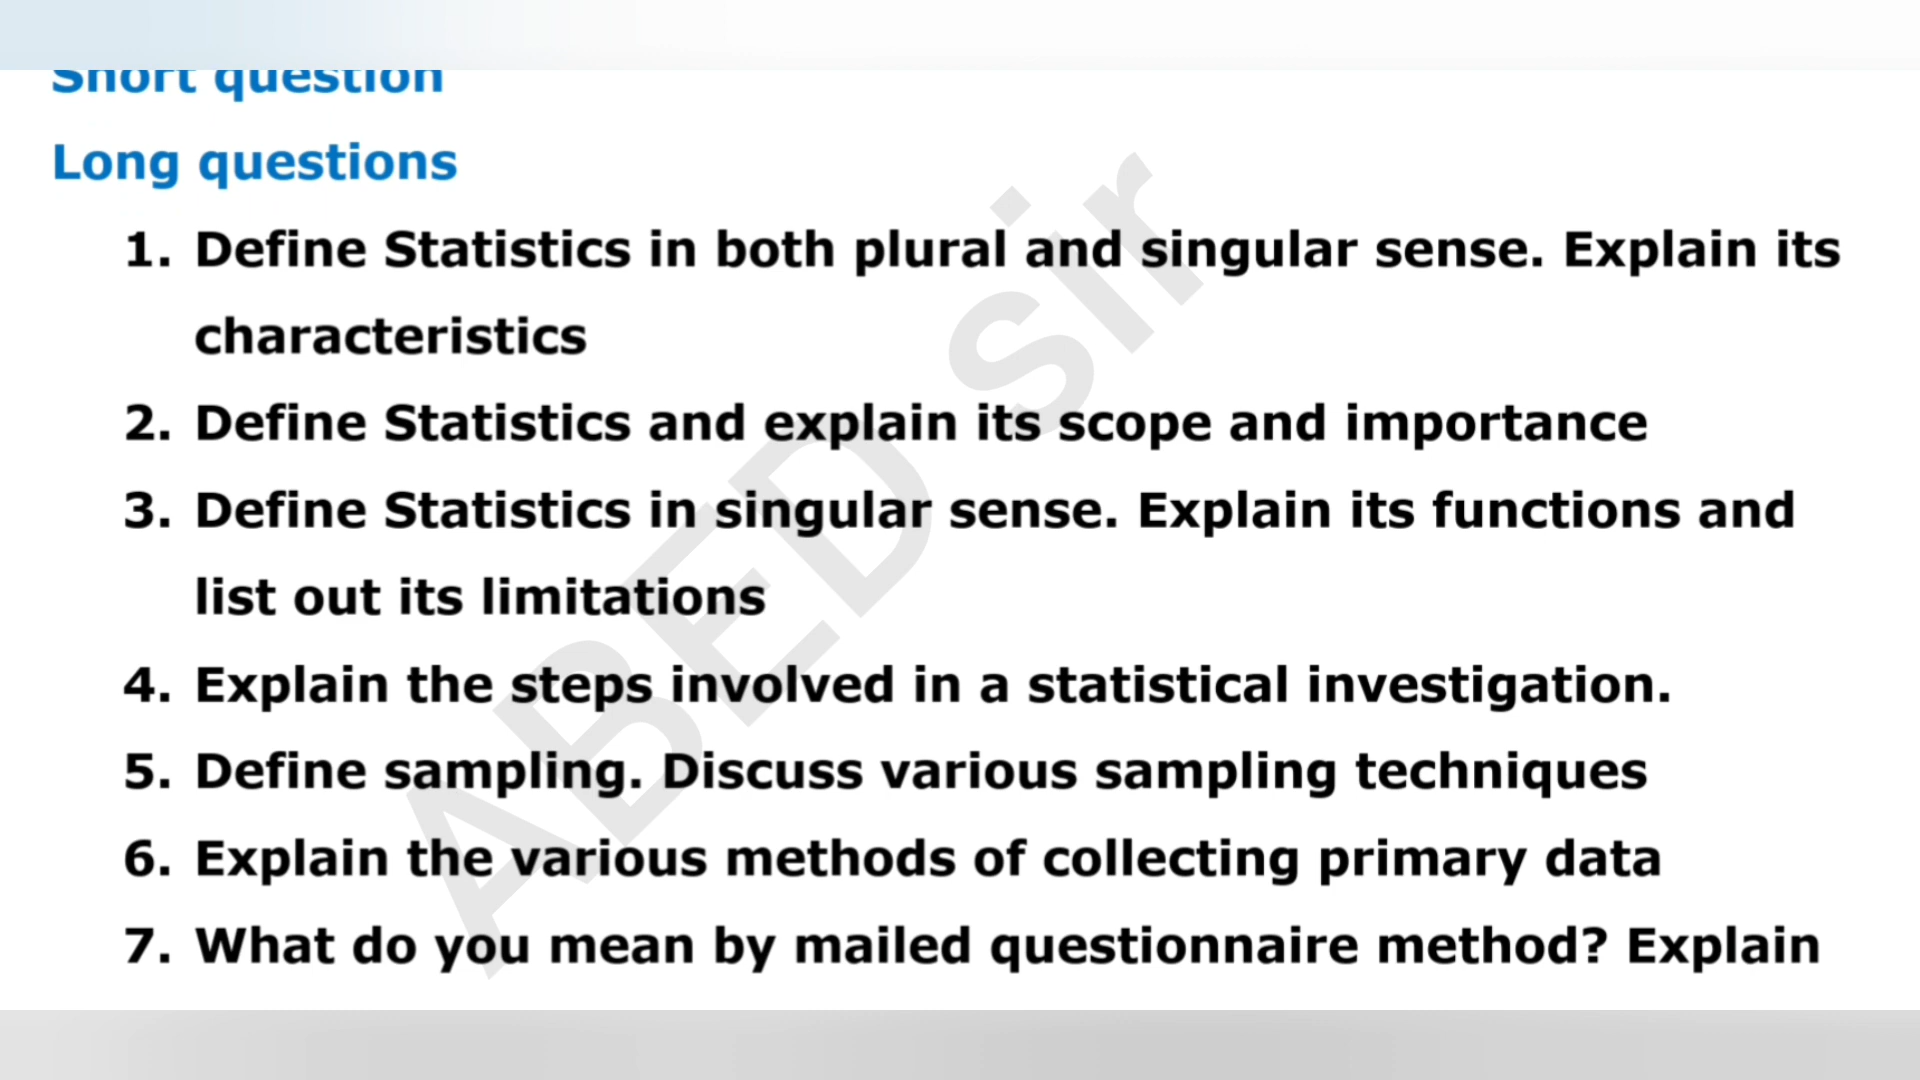 Short question
Long questions
1. Define Statistics in both plural and singular sense. Explain its
characteristics
2. Define Statistics and explain its scope and importance
3. Define Statistics in singular sense. Explain its functions and
list out its limitations
4. Explain the steps involved in a statistical investigation.
5. Define sampling. Discuss various sampling techniques
6. Explain the various methods of collecting primary data
7. What do you mean by mailed questionnaire method? Explain
ABED sir